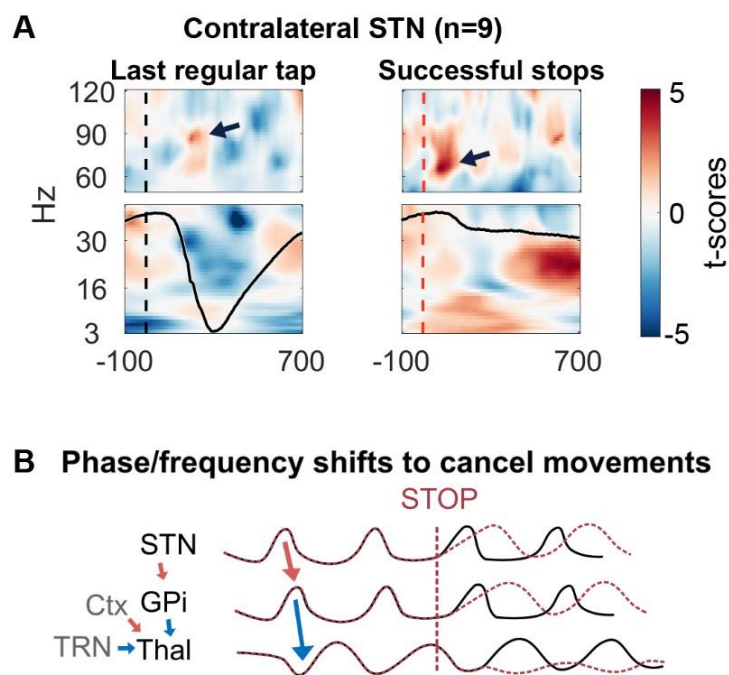 A
Contralateral STN (n=9)
Last regular tap
Successful stops
120
90
60
Hz
30
16
3
-100
700
-100
700
5
0
-5
t-scores
B Phase/frequency shifts to cancel movements
STOP
STN
Ctx
GPi
TRN
Thal